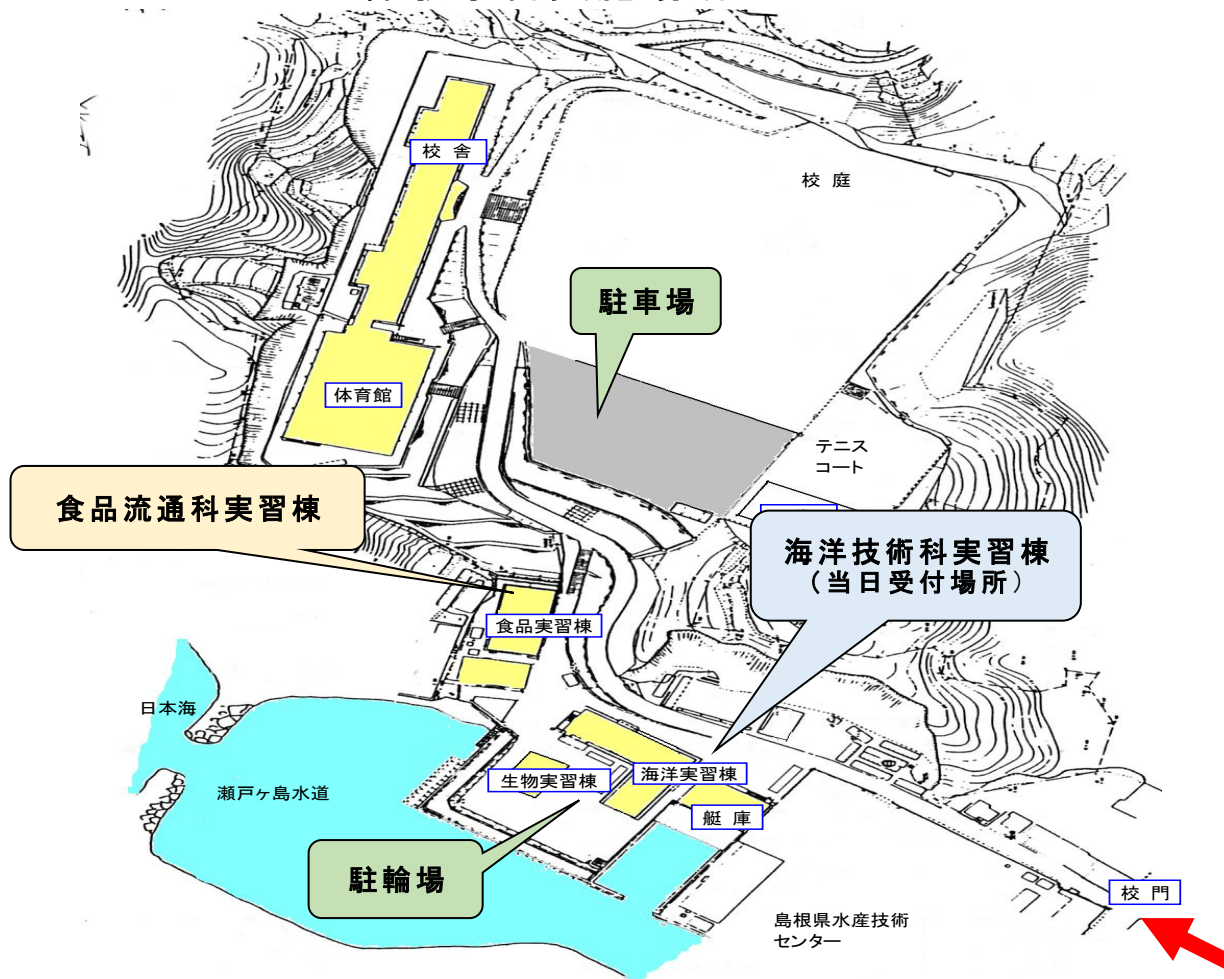 校 舎
校 庭
駐車場
体育館
テニス
コート
食品流通科実習棟
海洋技術科実習棟
（当日受付場所）
食品実習棟
日本海
瀬戸ヶ島水道
生物実習棟
海洋実習棟
艇 庫
駐輪場
校 門
島根県水産技術
センター